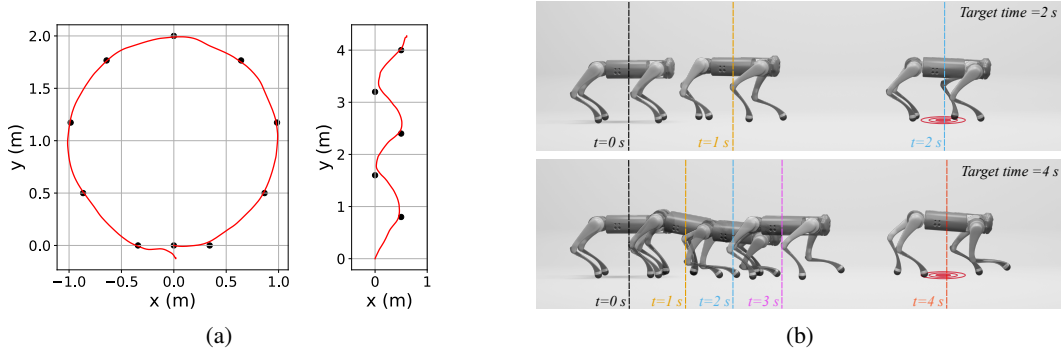 2.0
1.5
1.0
0.5
0.0
y (m)
−1.0 −0.5 0.0 0.5 1.0
x (m)
4
3
2
1
0
y (m)
0 1
x (m)
(a)
Target time =2 s
t=0 s t=1 s t=2 s
Target time =4 s
t=0 s t=1 s t=2 s t=3 s t=4 s
(b)